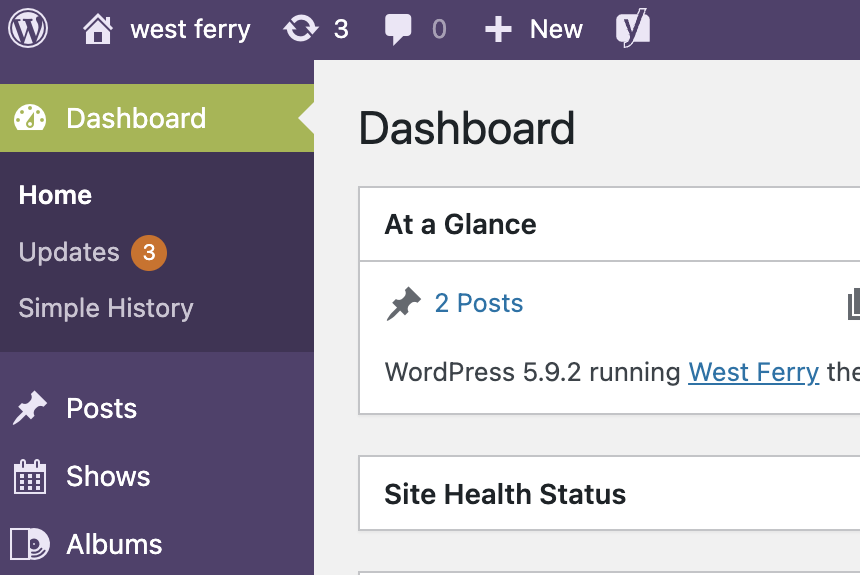 west ferry 3 0 New
Dashboard
Home
Updates 3
Simple History
Posts
Shows
Albums
Dashboard
At a Glance
2 Posts
WordPress 5.9.2 running West Ferry the
Site Health Status